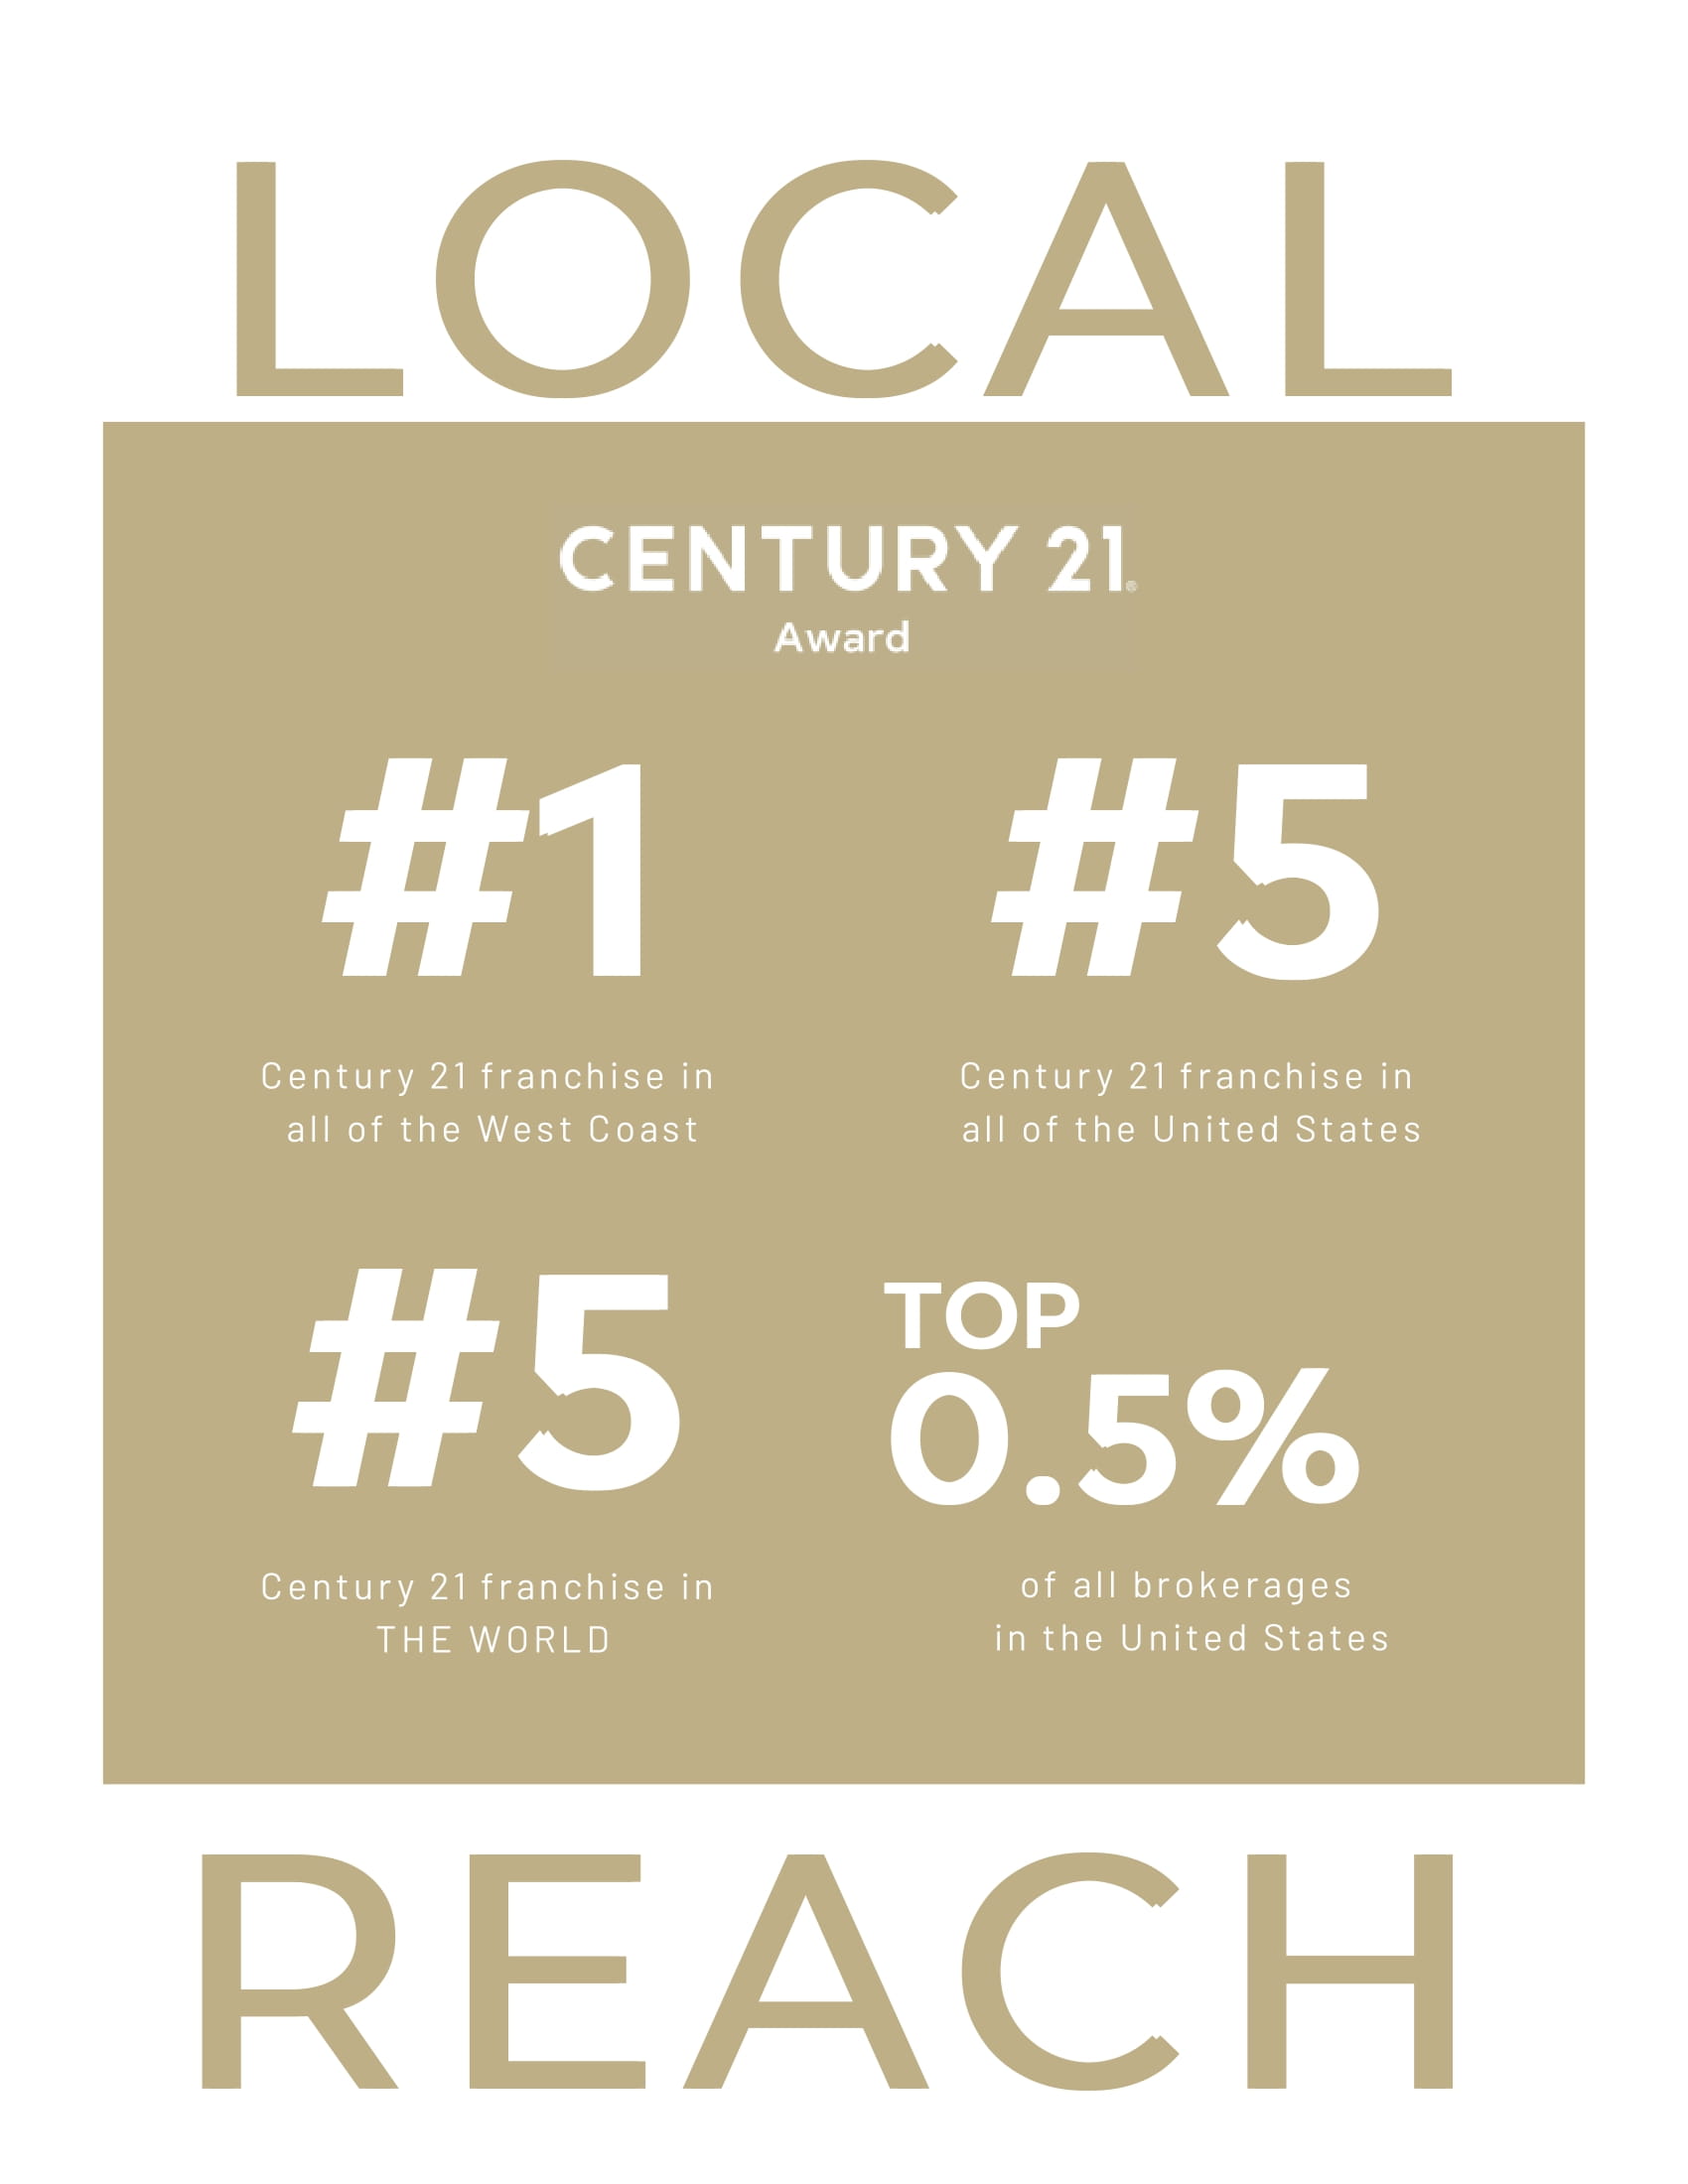 LOCAL
CENTURY 21®
Award
#1
Century 21 franchise in
all of the West Coast
#5
Century 21 franchise in
all of the United States
#5
Century 21 franchise in
THE WORLD
TOP
0.5%
of all brokerages
in the United States
REACH